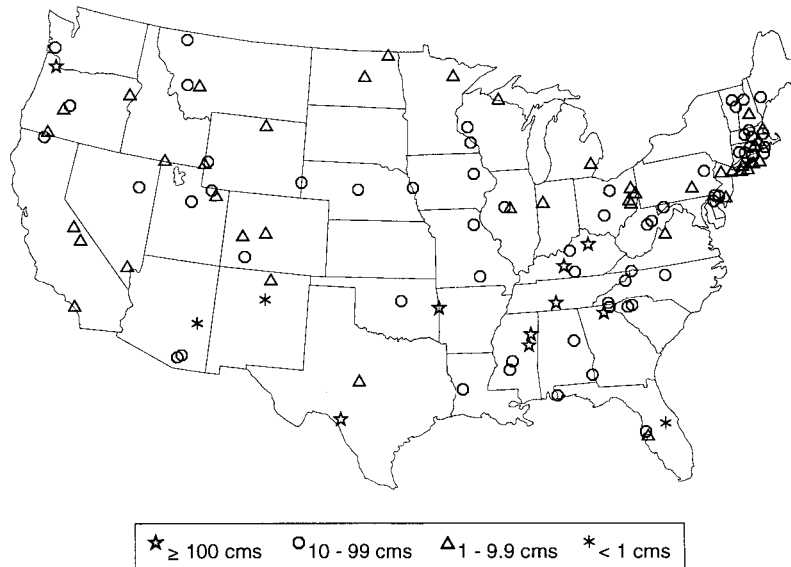 ☆ ≥ 100 cms ○ 10 - 99 cms △ 1 - 9.9 cms * < 1 cms